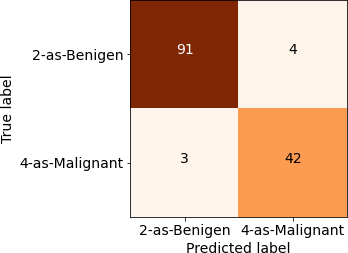 True label
2-as-Benigen
91
4
4-as-Malignant
3
42
2-as-Benigen 4-as-Malignant
Predicted label